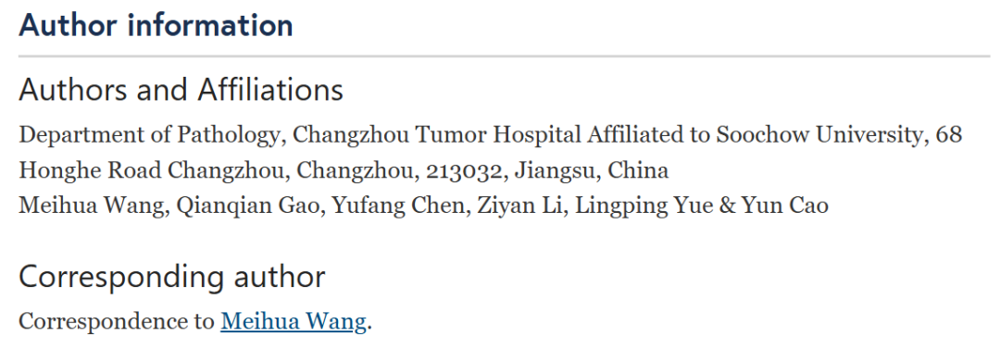 Author information
Authors and Affiliations
Department of Pathology, Changzhou Tumor Hospital Affiliated to Soochow University, 68
Honghe Road Changzhou, Changzhou, 213032, Jiangsu, China
Meihua Wang, Qianqian Gao, Yufang Chen, Ziyan Li, Lingping Yue & Yun Cao
Corresponding author
Correspondence to Meihua Wang.